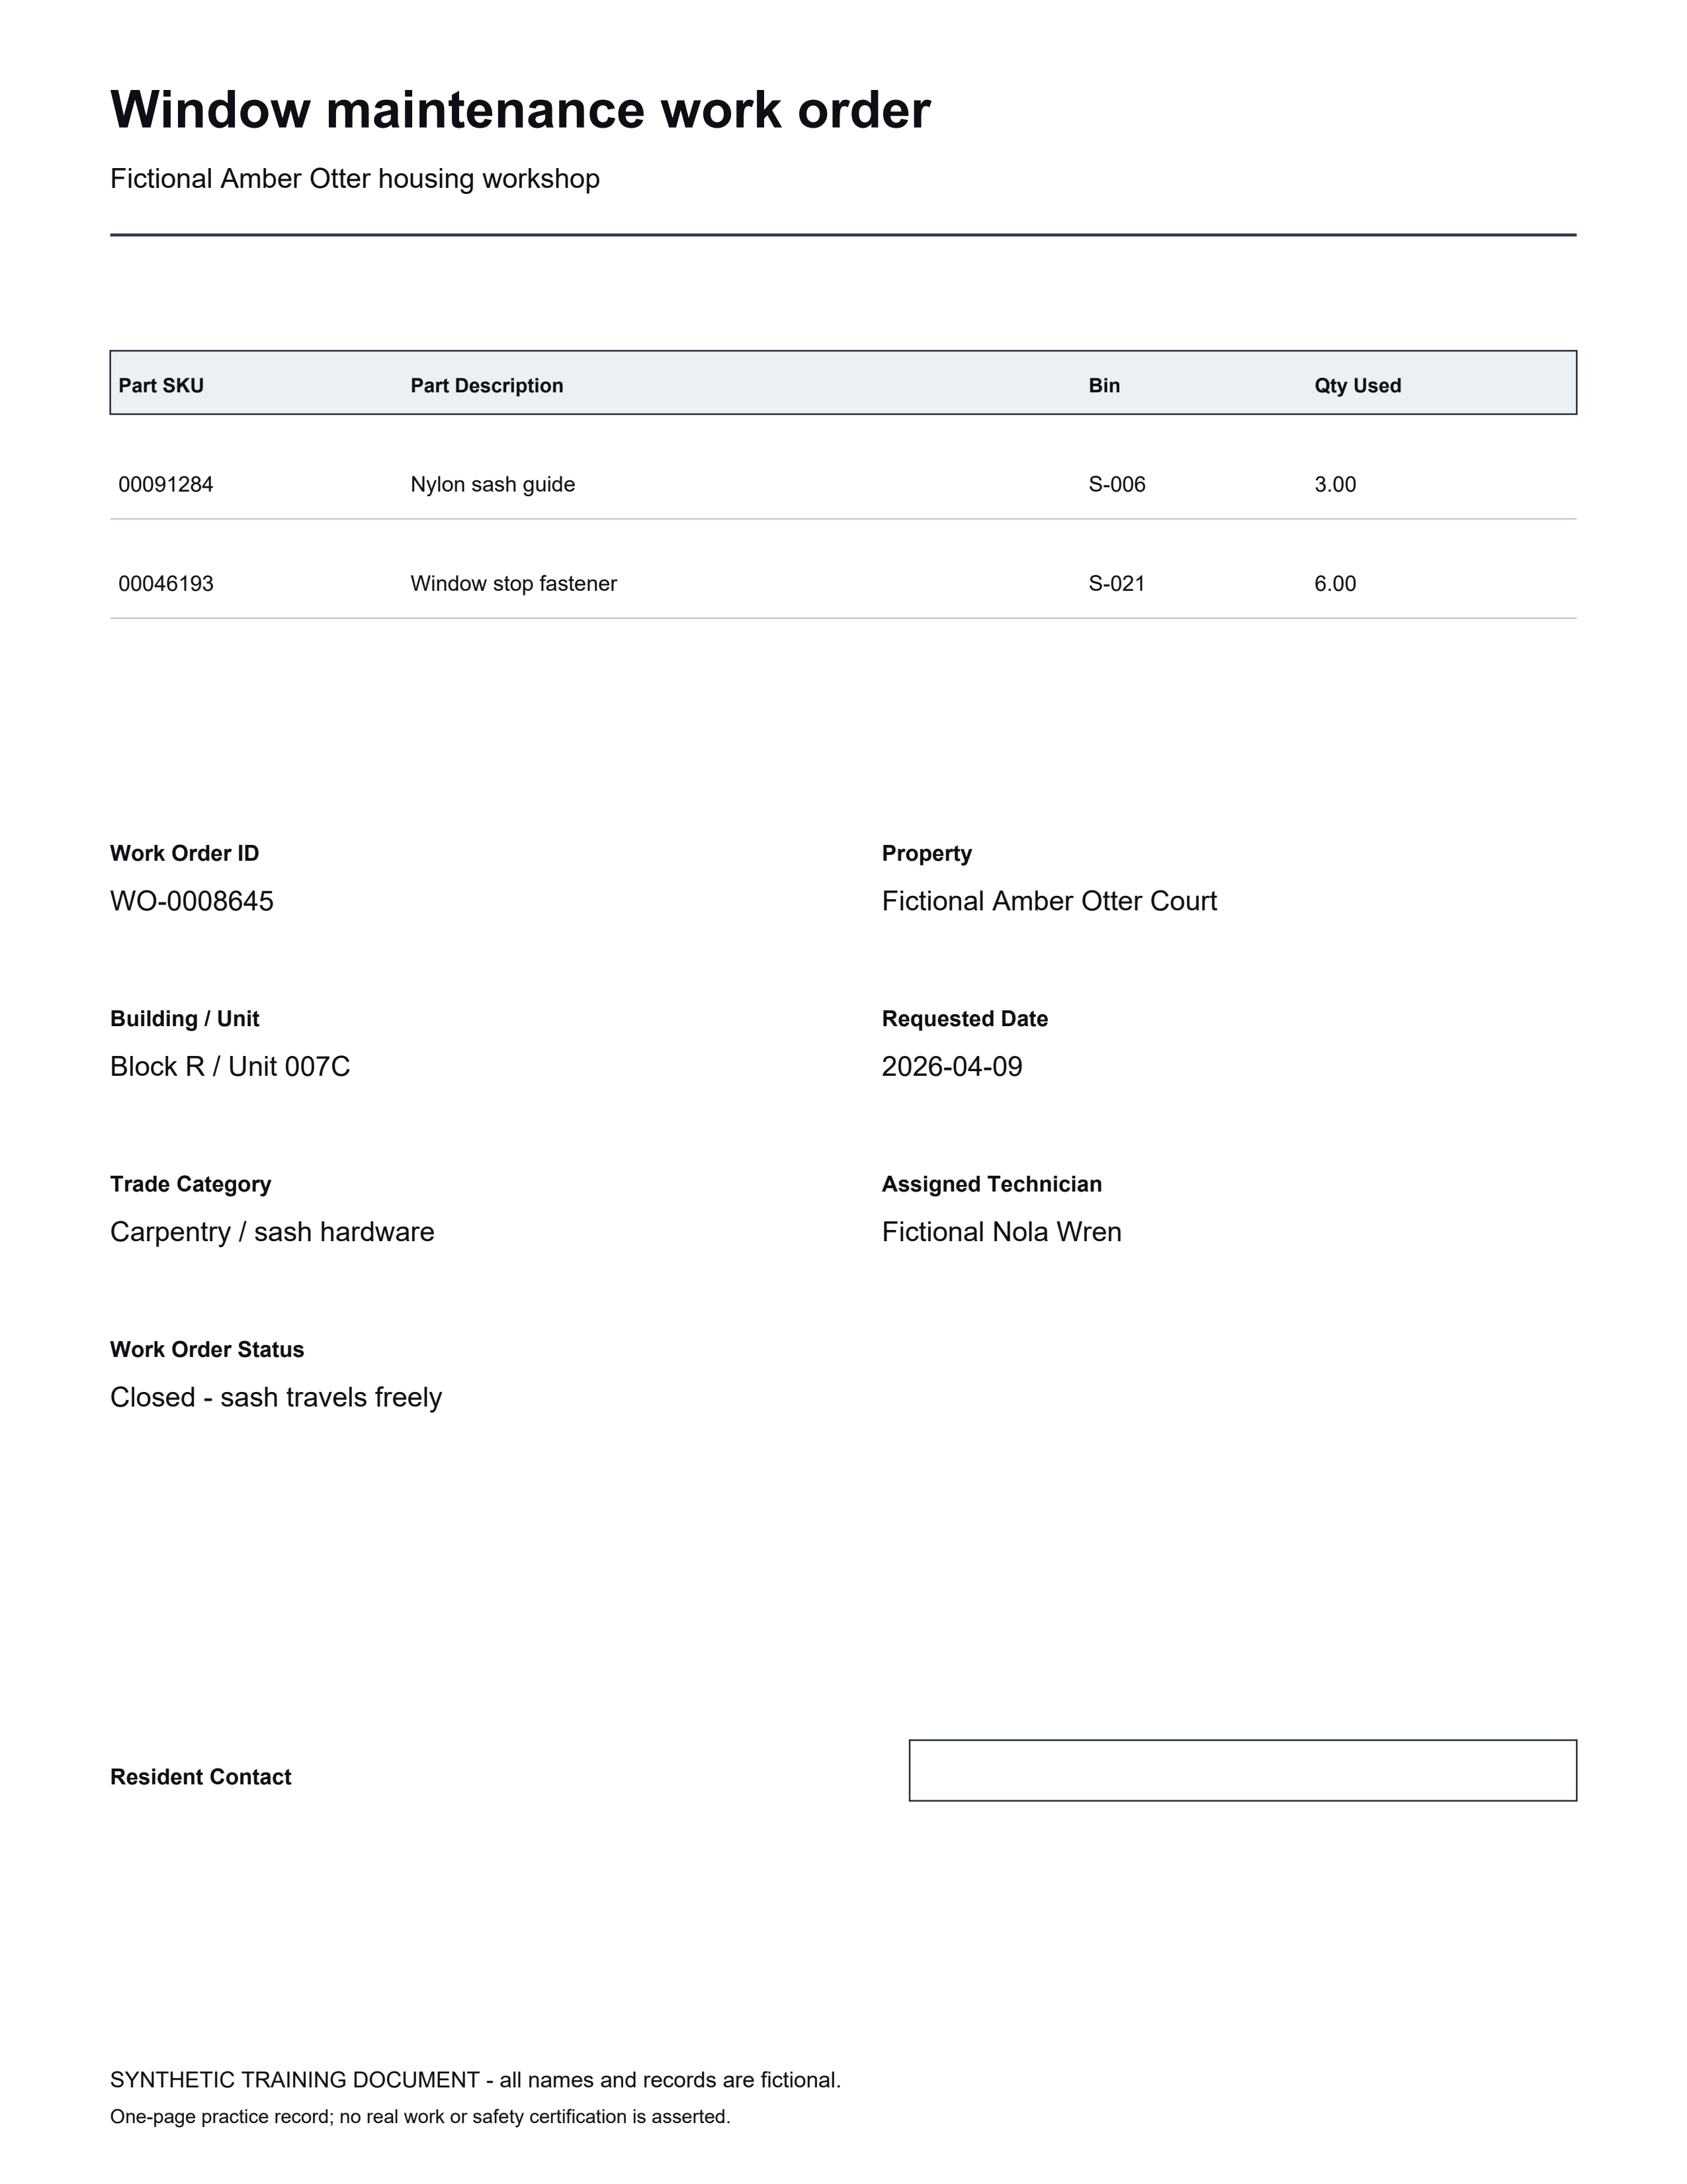 Window maintenance work order
Fictional Amber Otter housing workshop
Part SKU Part Description Bin Qty Used
00091284 Nylon sash guide S-006 3.00
00046193 Window stop fastener S-021 6.00
Work Order ID Property
WO-0008645 Fictional Amber Otter Court
Building / Unit Requested Date
Block R / Unit 007C 2026-04-09
Trade Category Assigned Technician
Carpentry / sash hardware Fictional Nola Wren
Work Order Status
Closed - sash travels freely
Resident Contact
SYNTHETIC TRAINING DOCUMENT - all names and records are fictional.
One-page practice record; no real work or safety certification is asserted.